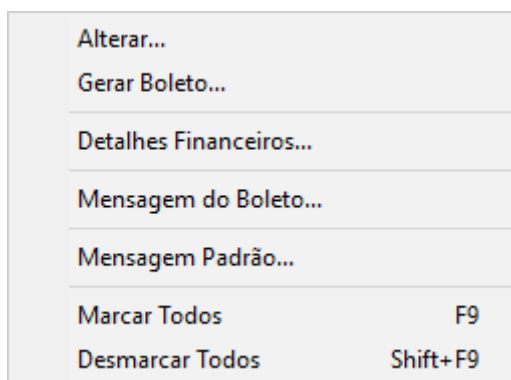 Alterar...
Gerar Boleto...
Detalhes Financeiros...
Mensagem do Boleto...
Mensagem Padrão...
Marcar Todos F9
Desmarcar Todos Shift+F9